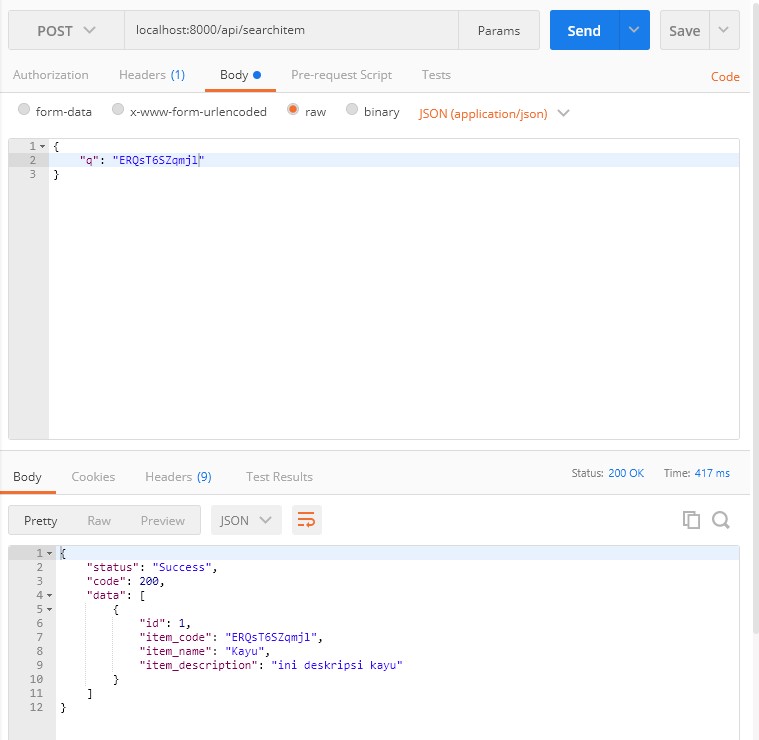 POST localhost:8000/api/searchitem Params Send Save
Authorization Headers (1) Body Pre-request Script Tests Code
form-data x-www-form-urlencoded raw binary JSON (application/json)
1 {
2 "q": "ERQsT6SZqmjl"
3 }
Body Cookies Headers (9) Test Results Status: 200 OK Time: 417 ms
Pretty Raw Preview JSON
1 {
2 "status": "Success",
3 "code": 200,
4 "data": [
5 {
6 "id": 1,
7 "item_code": "ERQsT6SZqmjl",
8 "item_name": "Kayu",
9 "item_description": "ini deskripsi kayu"
10 }
11 ]
12 }